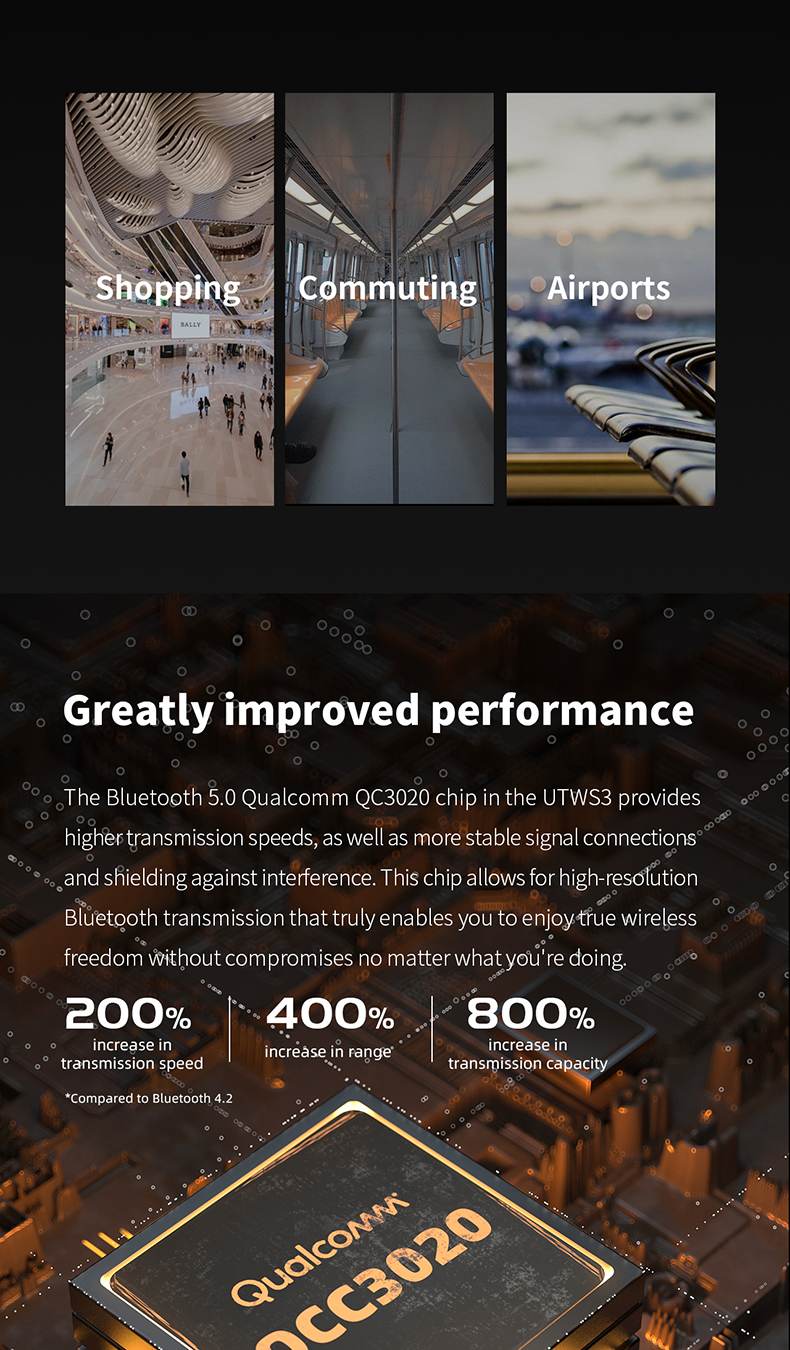 Shopping
Commuting
Airports
BALLY
Greatly improved performance
The Bluetooth 5.0 Qualcomm QC3020 chip in the UTWS3 provides
higher transmission speeds, as well as more stable signal connections
and shielding against interference. This chip allows for high-resolution
Bluetooth transmission that truly enables you to enjoy true wireless
freedom without compromises no matter what you're doing.
200%
increase in
transmission speed
400%
increase in range
800%
increase in
transmission capacity
*Compared to Bluetooth 4.2
Qualcomm
QCC3020